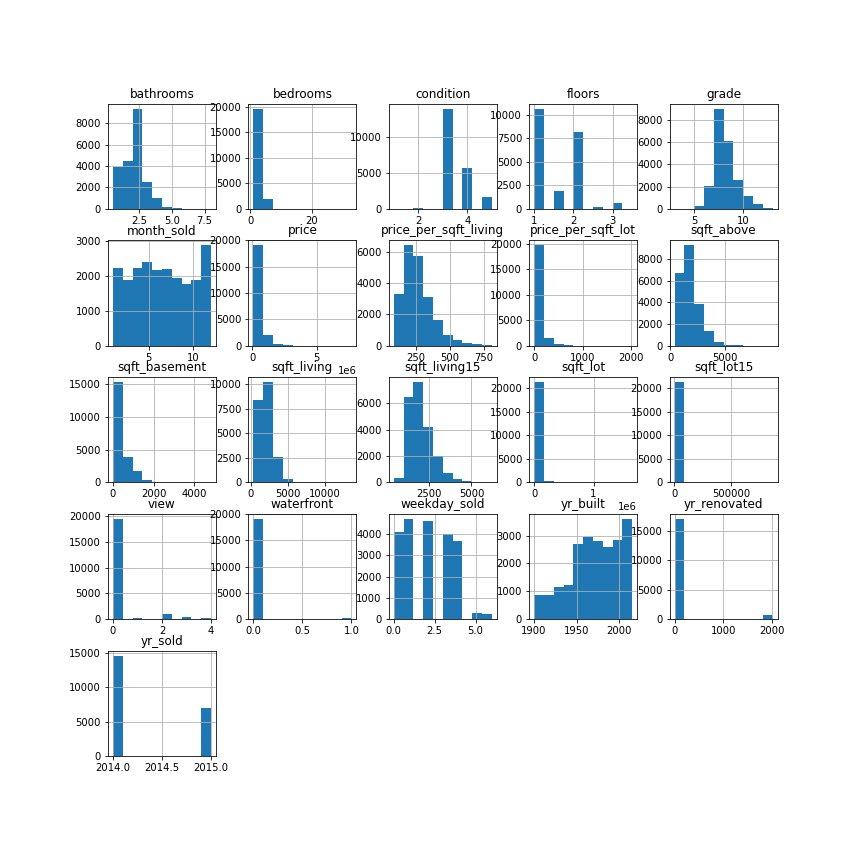 bathrooms bedrooms condition floors grade
8000 6000 4000 2000 0 2.5 5.0 7.5
20000 15000 10000 5000 0 0 20
10000 5000 0 2 4
10000 7500 5000 2500 0 1 2 3
8000 6000 4000 2000 0 5 10
month_sold price price_per_sqft_living price_per_sqft_lot sqft_above
3000 2000 1000 0 5 10
20000 15000 10000 5000 0 0 5 1e6
6000 4000 2000 0 250 500 750
20000 15000 10000 5000 0 0 1000 2000
8000 6000 4000 2000 0 0 5000
sqft_basement sqft_living sqft_living15 sqft_lot sqft_lot15
15000 10000 5000 0 0 2000 4000
10000 7500 5000 2500 0 0 5000 10000
6000 4000 2000 0 2500 5000
20000 15000 10000 5000 0 0 1 1e6
20000 15000 10000 5000 0 0 500000
view waterfront weekday_sold yr_built yr_renovated
20000 15000 10000 5000 0 0 2 4
20000 15000 10000 5000 0 0.0 0.5 1.0
4000 3000 2000 1000 0 0.0 2.5 5.0
3000 2000 1000 0 1900 1950 2000
15000 10000 5000 0 0 1000 2000
yr_sold
15000 10000 5000 0 2014.0 2014.5 2015.0